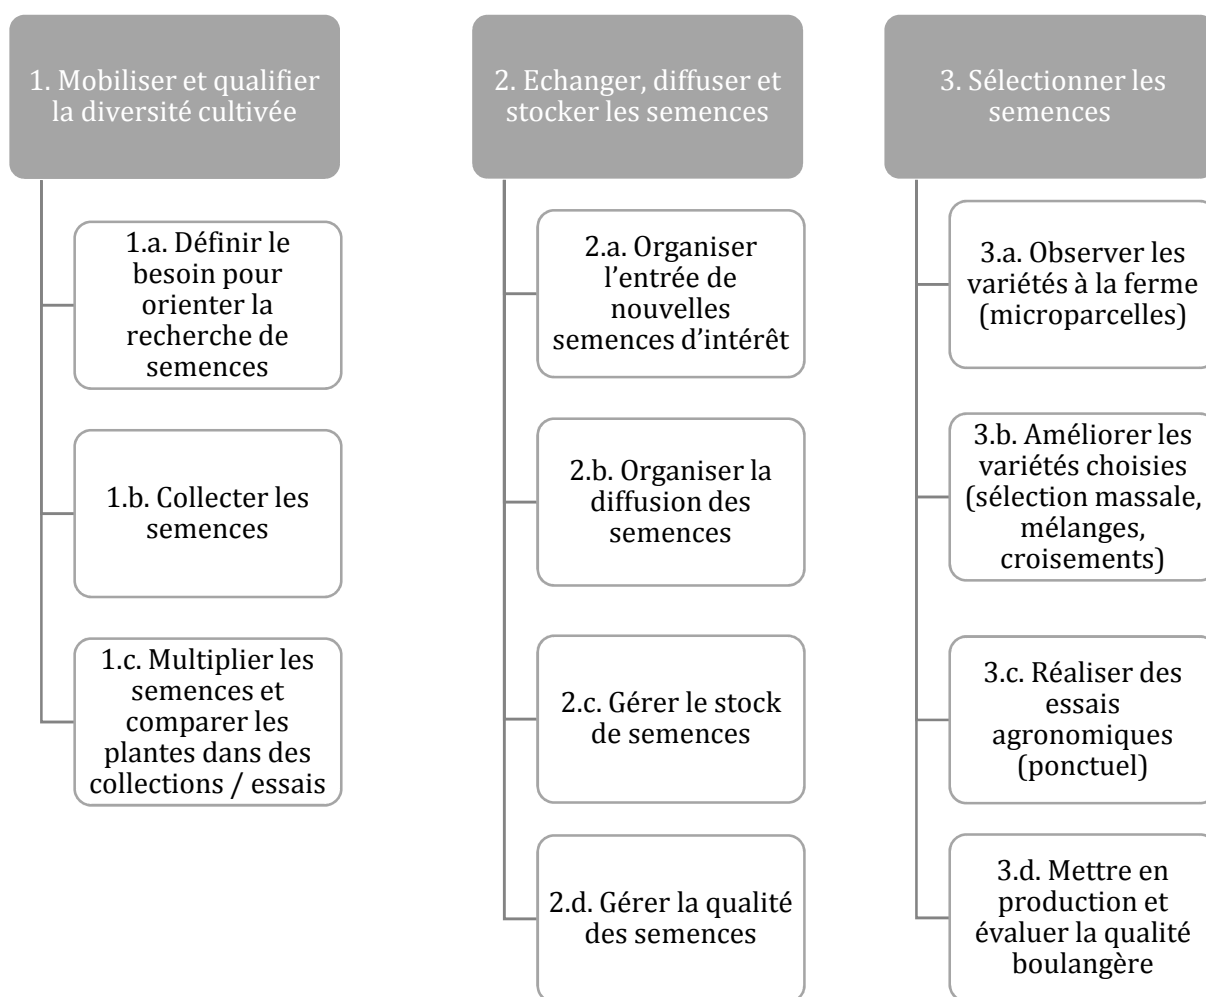 1. Mobiliser et qualifier
la diversité cultivée
1.a. Définir le
besoin pour
orienter la
recherche de
semences
1.b. Collecter les
semences
1.c. Multiplier les
semences et
comparer les
plantes dans des
collections / essais
2. Echanger, diffuser et
stocker les semences
2.a. Organiser
l’entrée de
nouvelles
semences d’intérêt
2.b. Organiser la
diffusion des
semences
2.c. Gérer le stock
de semences
2.d. Gérer la qualité
des semences
3. Sélectionner les
semences
3.a. Observer les
variétés à la ferme
(microparcelles)
3.b. Améliorer les
variétés choisies
(sélection massale,
mélanges,
croisements)
3.c. Réaliser des
essais
agronomiques
(ponctuel)
3.d. Mettre en
production et
évaluer la qualité
boulangère